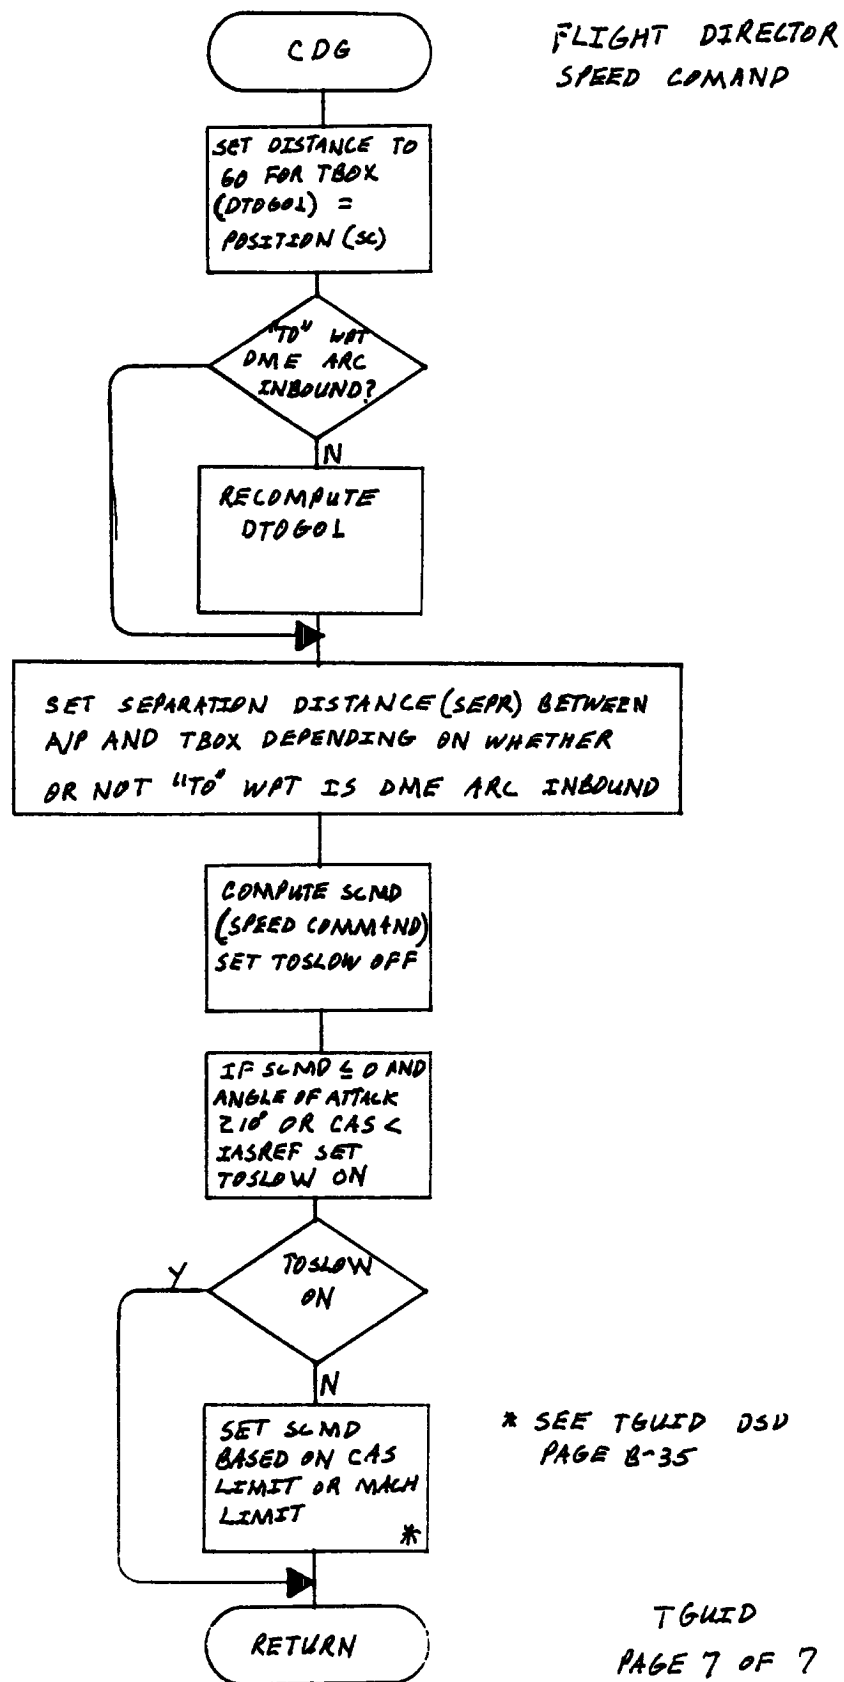 CDG
FLIGHT DIRECTOR
SPEED COMAND
SET DISTANCE TO
GO FOR TBOX
(DTOGO1) =
POSITION (SC)
"TO" WPT
DME ARC
INBOUND?
N
RECOMPUTE
DTOGO1
SET SEPARATION DISTANCE (SEPR) BETWEEN
A/P AND TBOX DEPENDING ON WHETHER
OR NOT "TO" WPT IS DME ARC INBOUND
COMPUTE SCMD
(SPEED COMMAND)
SET TOSLOW OFF
IF SCMD ≤ 0 AND
ANGLE OF ATTACK
≥10° OR CAS <
IASREF SET
TOSLOW ON
Y
TOSLOW
ON
N
SET SCMD
BASED ON CAS
LIMIT OR MACH
LIMIT
*
* SEE TGUID DSD
PAGE B-35
RETURN
TGUID
PAGE 7 OF 7